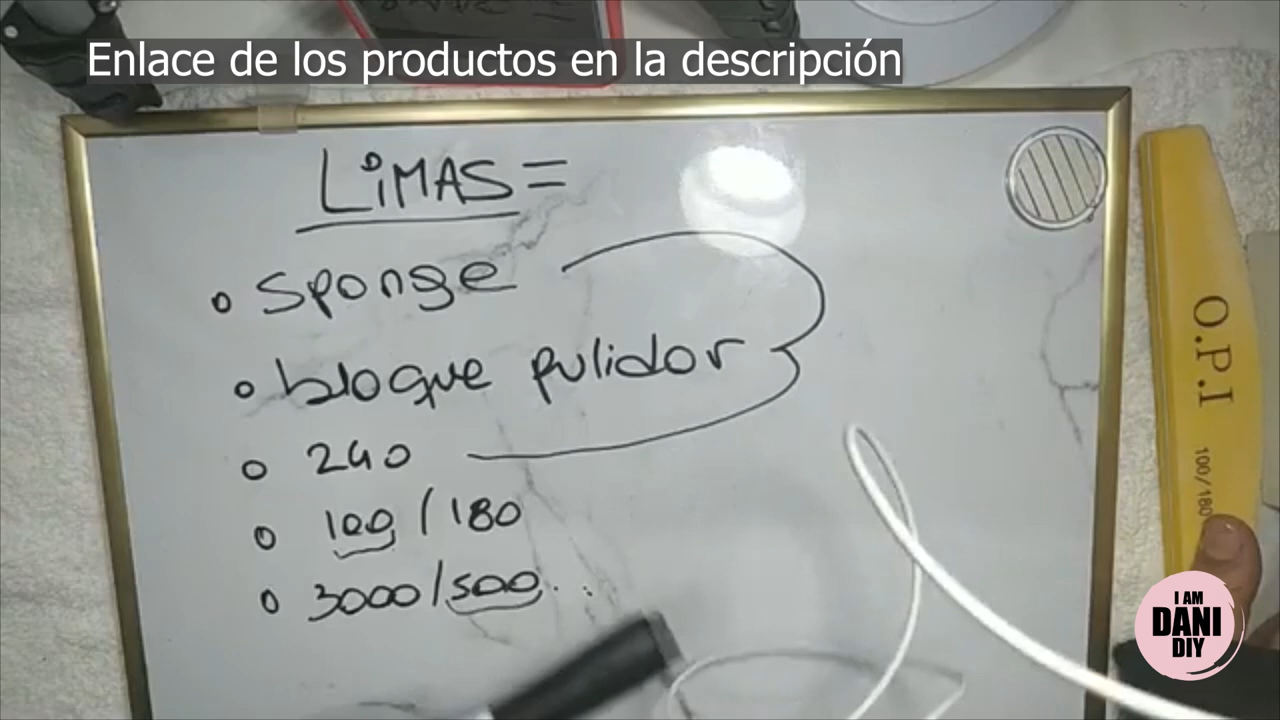 Enlace de los productos en la descripción
LiMAS=
• sponge
• bloque pulidor
• 240
• 100/180
• 3000/500
O.P.I
100/180
I AM
DANI
DIY